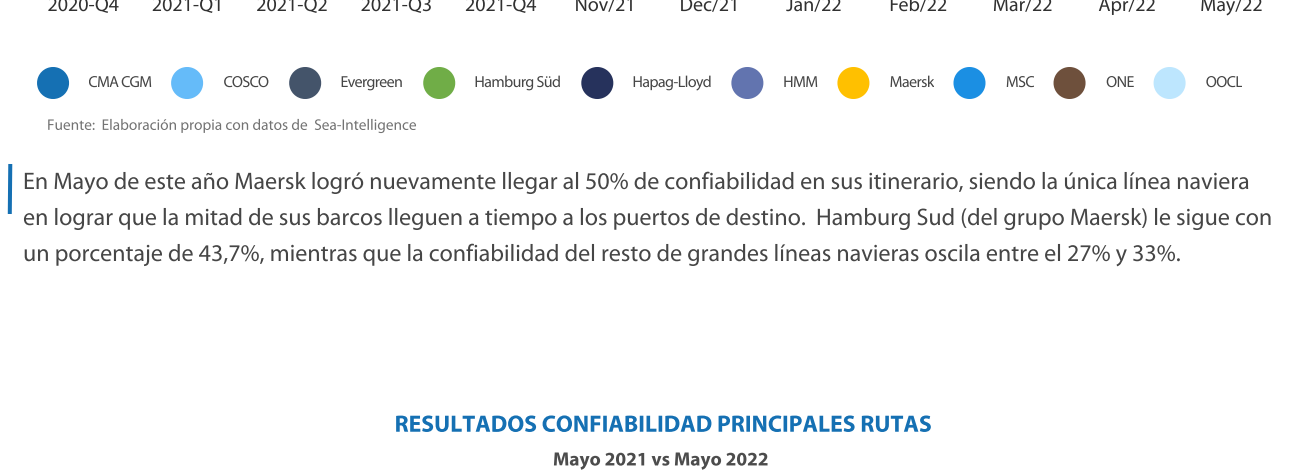 2020-Q4 2021-Q1 2021-Q2 2021-Q3 2021-Q4 Nov/21 Dec/21 Jan/22 Feb/22 Mar/22 Apr/22 May/22
CMA CGM COSCO Evergreen Hamburg Süd Hapag-Lloyd HMM Maersk MSC ONE OOCL
Fuente: Elaboración propia con datos de Sea-Intelligence
En Mayo de este año Maersk logró nuevamente llegar al 50% de confiabilidad en sus itinerario, siendo la única línea naviera
en lograr que la mitad de sus barcos lleguen a tiempo a los puertos de destino. Hamburg Sud (del grupo Maersk) le sigue con
un porcentaje de 43,7%, mientras que la confiabilidad del resto de grandes líneas navieras oscila entre el 27% y 33%.
RESULTADOS CONFIABILIDAD PRINCIPALES RUTAS
Mayo 2021 vs Mayo 2022